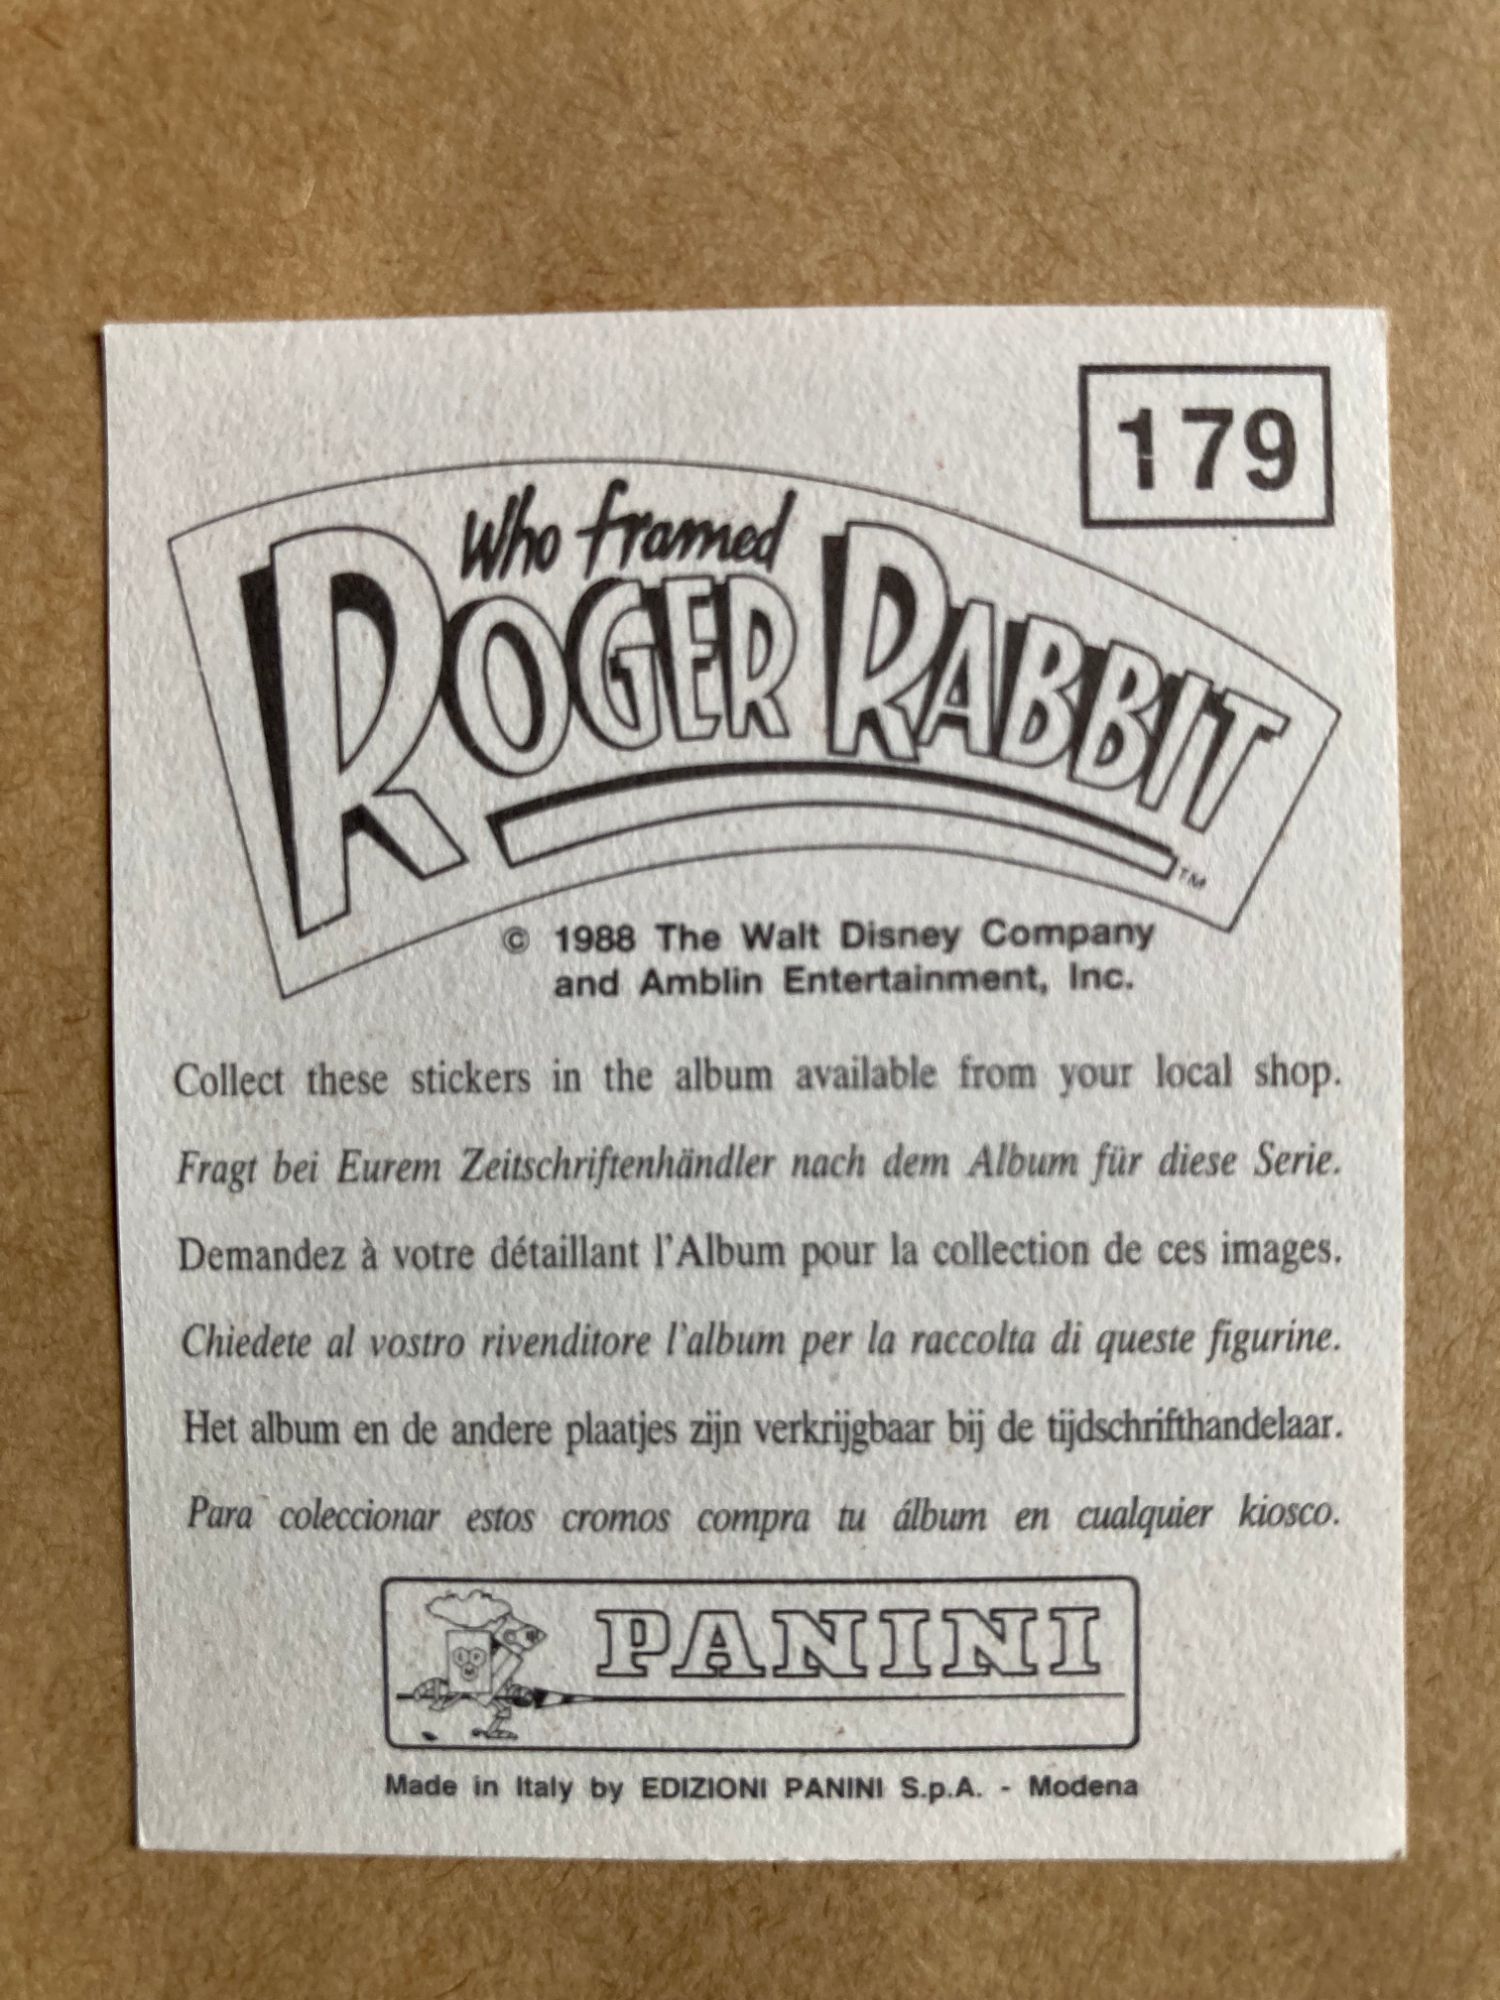 179
Who framed
ROGER RABBIT
™
© 1988 The Walt Disney Company
and Amblin Entertainment, Inc.
Collect these stickers in the album available from your local shop.
Fragt bei Eurem Zeitschriftenhändler nach dem Album für diese Serie.
Demandez à votre détaillant l'Album pour la collection de ces images.
Chiedete al vostro rivenditore l'album per la raccolta di queste figurine.
Het album en de andere plaatjes zijn verkrijgbaar bij de tijdschrifthandelaar.
Para coleccionar estos cromos compra tu álbum en cualquier kiosco.
PANINI
Made in Italy by EDIZIONI PANINI S.p.A. - Modena